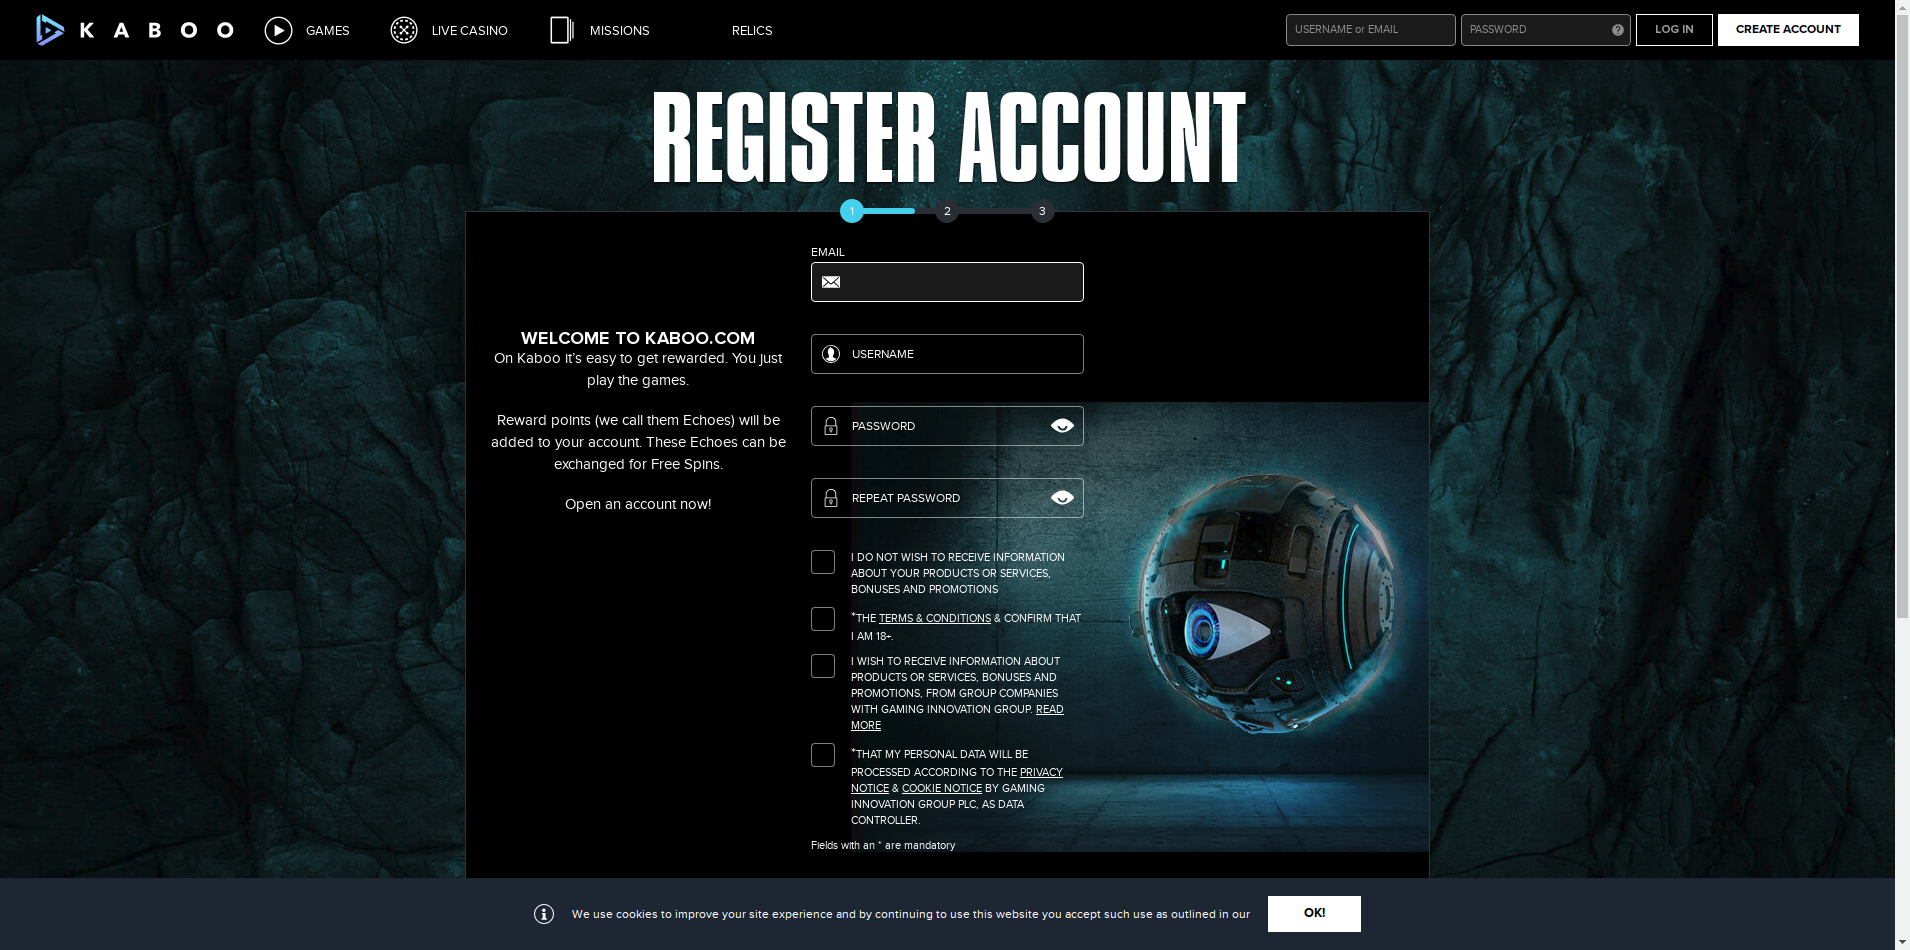 KABOO
GAMES
LIVE CASINO
MISSIONS
RELICS
USERNAME or EMAIL
PASSWORD
?
LOG IN
CREATE ACCOUNT
REGISTER ACCOUNT
1
2
3
WELCOME TO KABOO.COM
On Kaboo it's easy to get rewarded. You just
play the games.
Reward points (we call them Echoes) will be
added to your account. These Echoes can be
exchanged for Free Spins.
Open an account now!
EMAIL
USERNAME
PASSWORD
REPEAT PASSWORD
I DO NOT WISH TO RECEIVE INFORMATION
ABOUT YOUR PRODUCTS OR SERVICES,
BONUSES AND PROMOTIONS
*THE TERMS & CONDITIONS & CONFIRM THAT
I AM 18+.
I WISH TO RECEIVE INFORMATION ABOUT
PRODUCTS OR SERVICES, BONUSES AND
PROMOTIONS, FROM GROUP COMPANIES
WITH GAMING INNOVATION GROUP. READ
MORE
*THAT MY PERSONAL DATA WILL BE
PROCESSED ACCORDING TO THE PRIVACY
NOTICE & COOKIE NOTICE BY GAMING
INNOVATION GROUP PLC, AS DATA
CONTROLLER.
Fields with an * are mandatory
We use cookies to improve your site experience and by continuing to use this website you accept such use as outlined in our
OK!